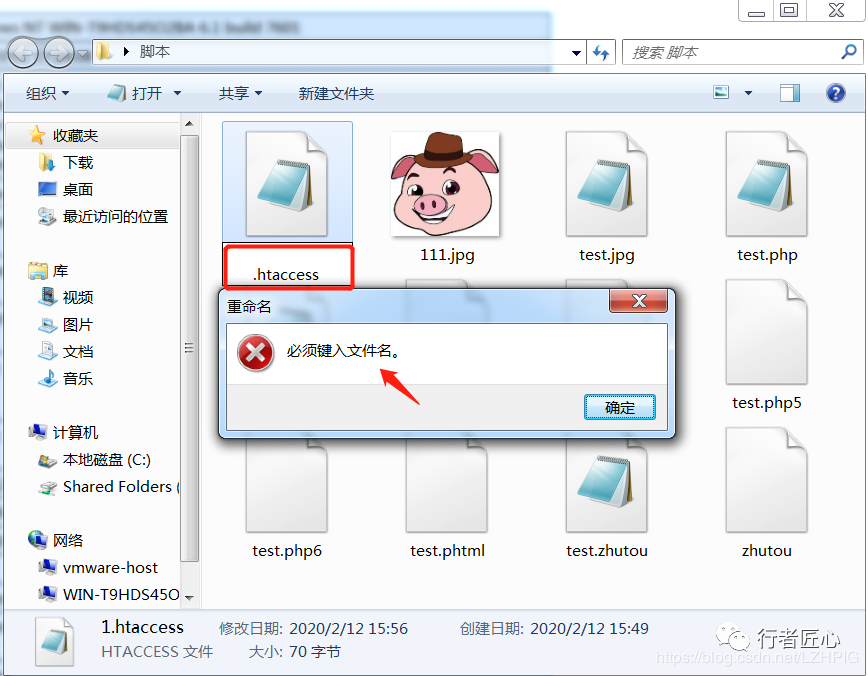 脚本
搜索 脚本
组织 打开 共享 新建文件夹
收藏夹
下载
桌面
最近访问的位置
库
视频
图片
文档
音乐
计算机
本地磁盘 (C:)
Shared Folders (
网络
vmware-host
WIN-T9HDS45O
.htaccess
111.jpg
test.jpg
test.php
重命名
必须键入文件名。
确定
test.php5
test.php6
test.phtml
test.zhutou
zhutou
1.htaccess 修改日期: 2020/2/12 15:56 创建日期: 2020/2/12 15:49
HTACCESS 文件 大小: 70 字节
行者匠心
https://blog.csdn.net/LZHPIG